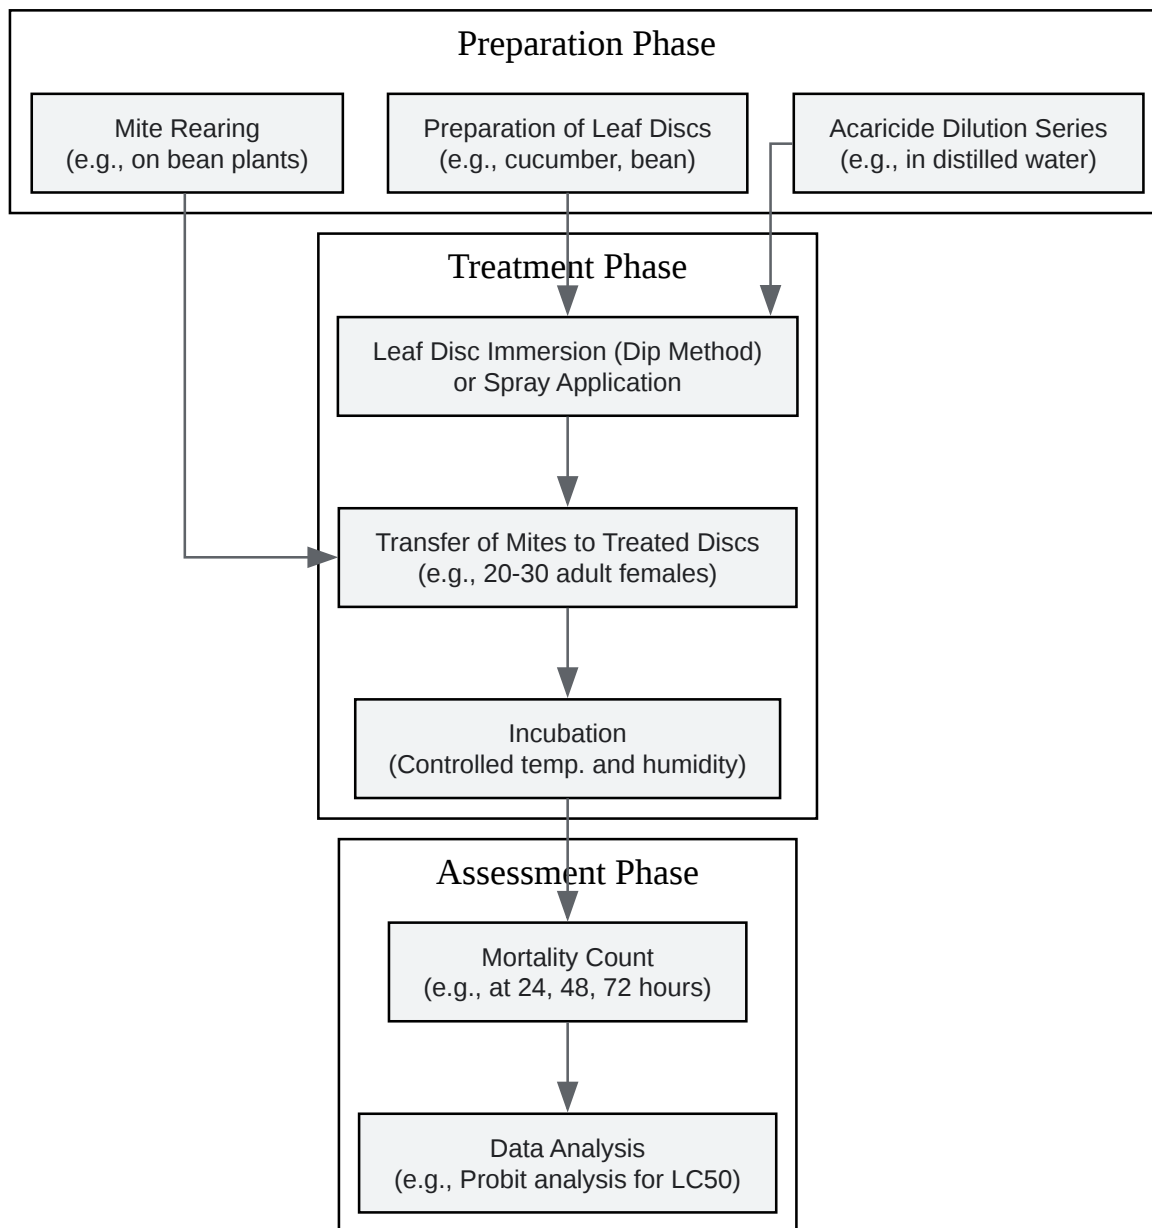 Preparation Phase
Mite Rearing
(e.g., on bean plants)
Preparation of Leaf Discs
(e.g., cucumber, bean)
Acaricide Dilution Series
(e.g., in distilled water)
Treatment Phase
Leaf Disc Immersion (Dip Method)
or Spray Application
Transfer of Mites to Treated Discs
(e.g., 20-30 adult females)
Incubation
(Controlled temp. and humidity)
Assessment Phase
Mortality Count
(e.g., at 24, 48, 72 hours)
Data Analysis
(e.g., Probit analysis for LC50)